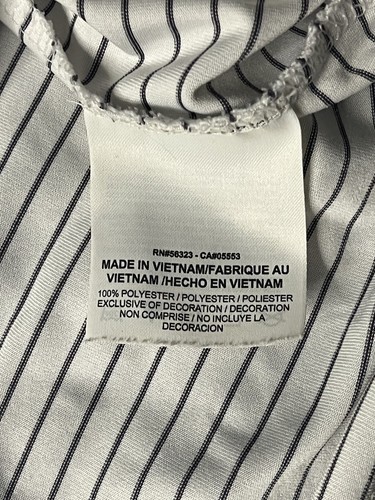 RN#56323 - CA#05553
MADE IN VIETNAM/FABRIQUE AU
VIETNAM /HECHO EN VIETNAM
100% POLYESTER / POLYESTER / POLIESTER
EXCLUSIVE OF DECORATION / DECORATION
NON COMPRISE / NO INCLUYE LA
DECORACION